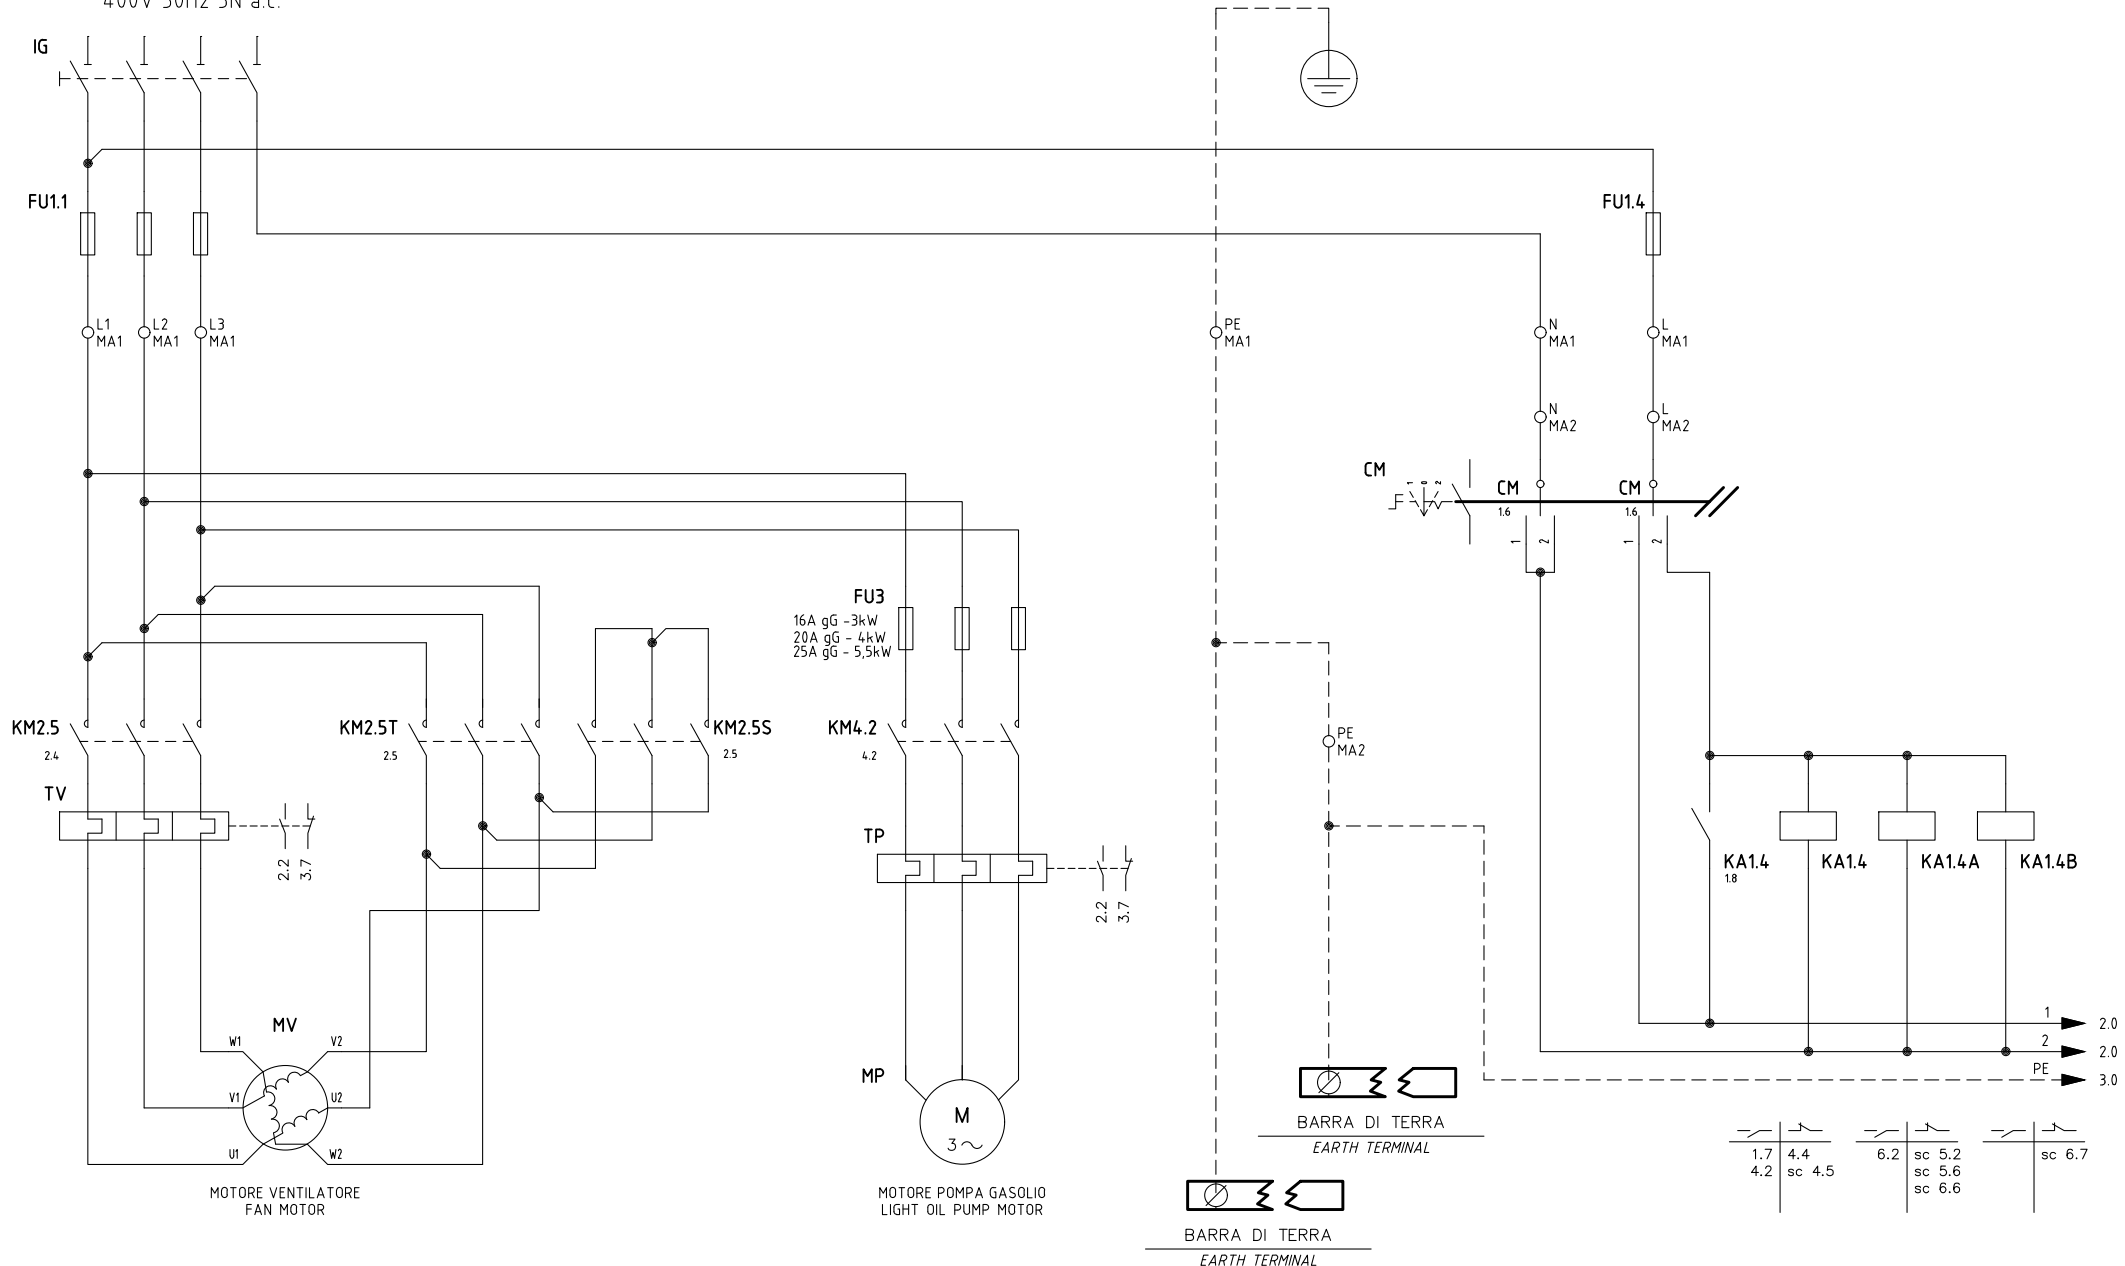 400V 50Hz 3N a.c.
IG
FU1.1
FU1.4
L1
MA1
L2
MA1
L3
MA1
PE
MA1
N
MA1
L
MA1
N
MA2
L
MA2
CM
1 0 2
CM
1.6
CM
1.6
1
2
1
2
FU3
16A gG -3kW
20A gG - 4kW
25A gG - 5,5kW
KM2.5
2.4
KM2.5T
2.5
KM2.5S
2.5
KM4.2
4.2
PE
MA2
TV
2.2
3.7
TP
2.2
3.7
KA1.4
1.8
KA1.4
KA1.4A
KA1.4B
MV
W1
V2
V1
U2
U1
W2
MP
M
3~
1
2.0
2
2.0
PE
3.0
BARRA DI TERRA
EARTH TERMINAL
1.7 4.4
4.2 sc 4.5
6.2 sc 5.2
sc 5.6
sc 6.6
sc 6.7
MOTORE VENTILATORE
FAN MOTOR
MOTORE POMPA GASOLIO
LIGHT OIL PUMP MOTOR
BARRA DI TERRA
EARTH TERMINAL